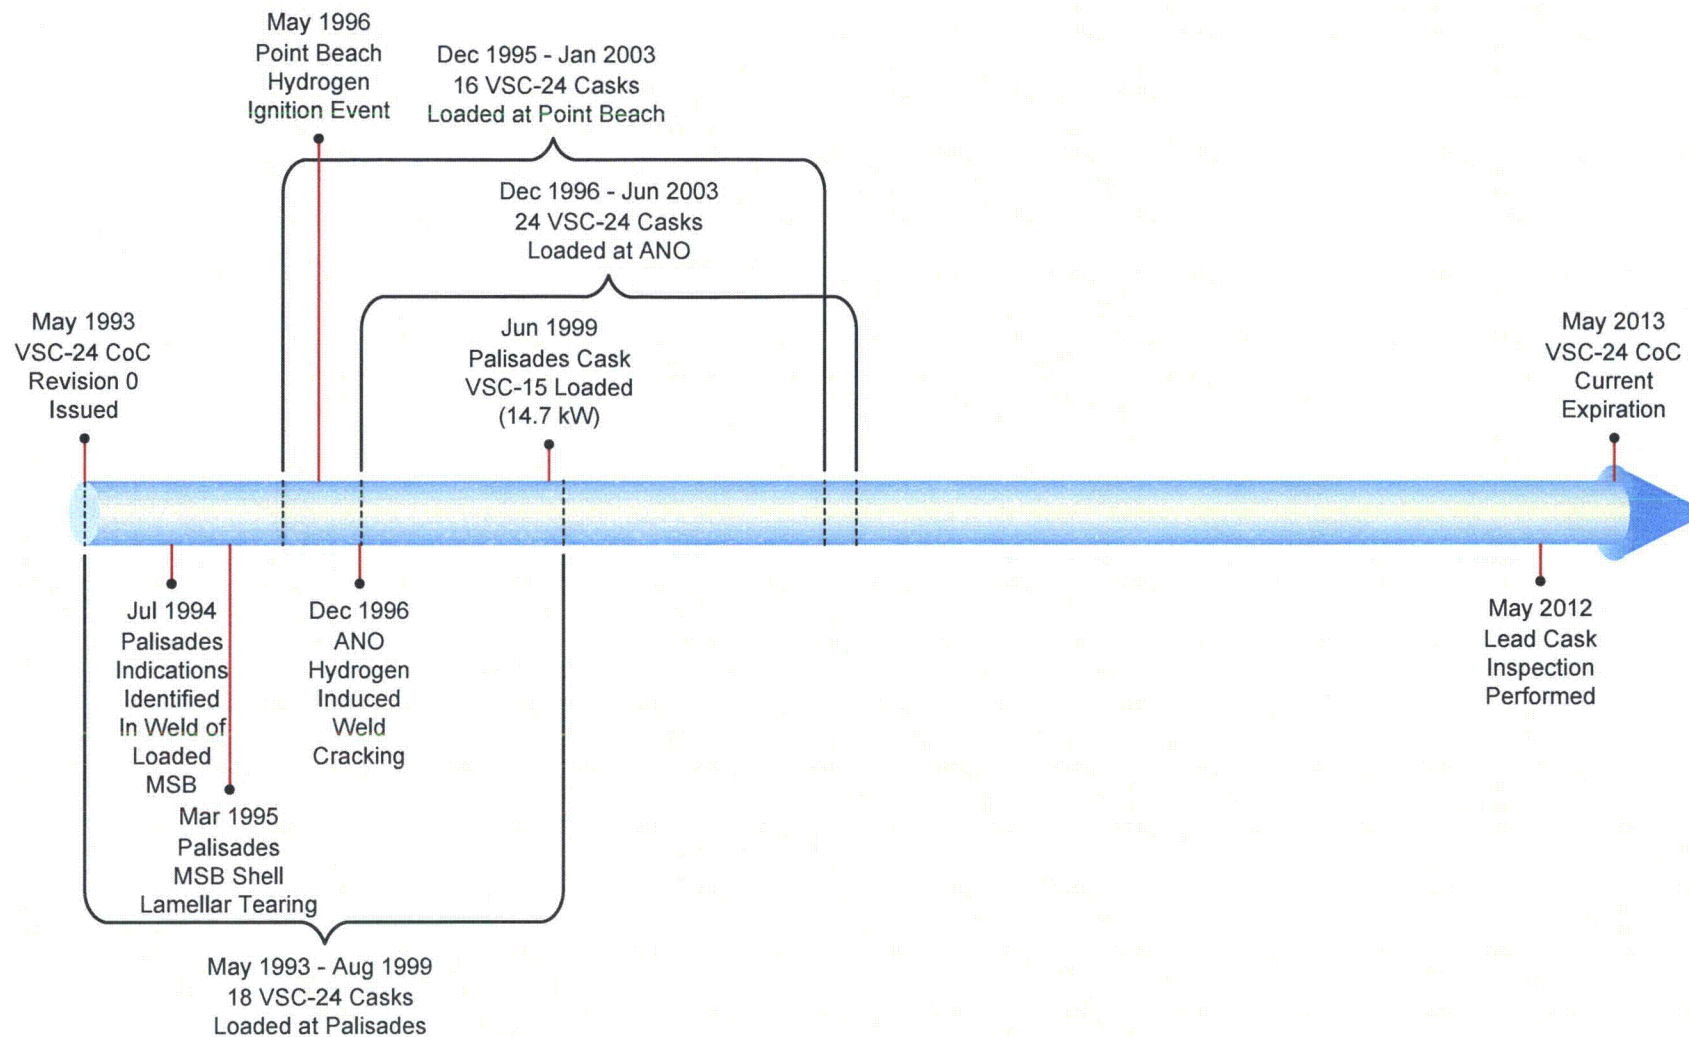 May 1996
Point Beach
Hydrogen
Ignition Event
Dec 1995 - Jan 2003
16 VSC-24 Casks
Loaded at Point Beach
Dec 1996 - Jun 2003
24 VSC-24 Casks
Loaded at ANO
May 1993
VSC-24 CoC
Revision 0
Issued
Jun 1999
Palisades Cask
VSC-15 Loaded
(14.7 kW)
May 2013
VSC-24 CoC
Current
Expiration
Jul 1994
Palisades
Indications
Identified
In Weld of
Loaded
MSB
Mar 1995
Palisades
MSB Shell
Lamellar Tearing
Dec 1996
ANO
Hydrogen
Induced
Weld
Cracking
May 2012
Lead Cask
Inspection
Performed
May 1993 - Aug 1999
18 VSC-24 Casks
Loaded at Palisades